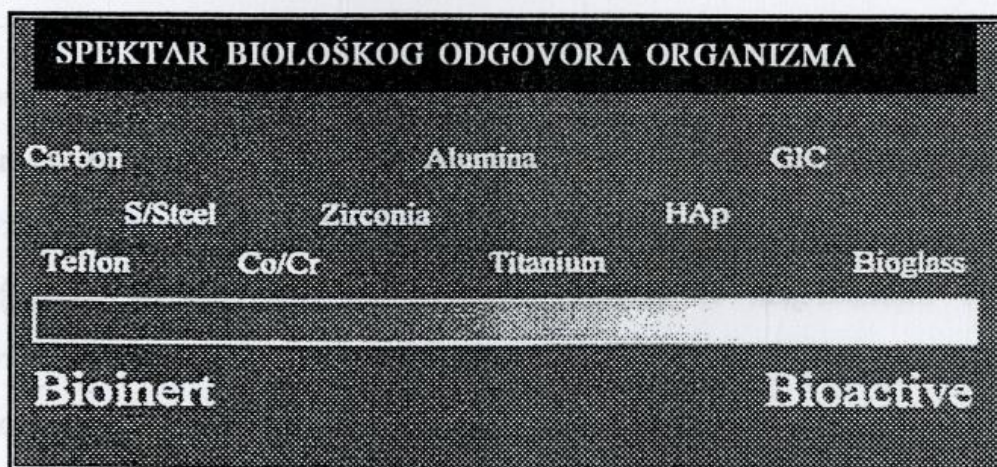 SPEKTAR BIOLOŠKOG ODGOVORA ORGANIZMA
Carbon Alumina GIC
S/Steel Zirconia HAp
Teflon Co/Cr Titanium Bioglass
Bioinert Bioactive